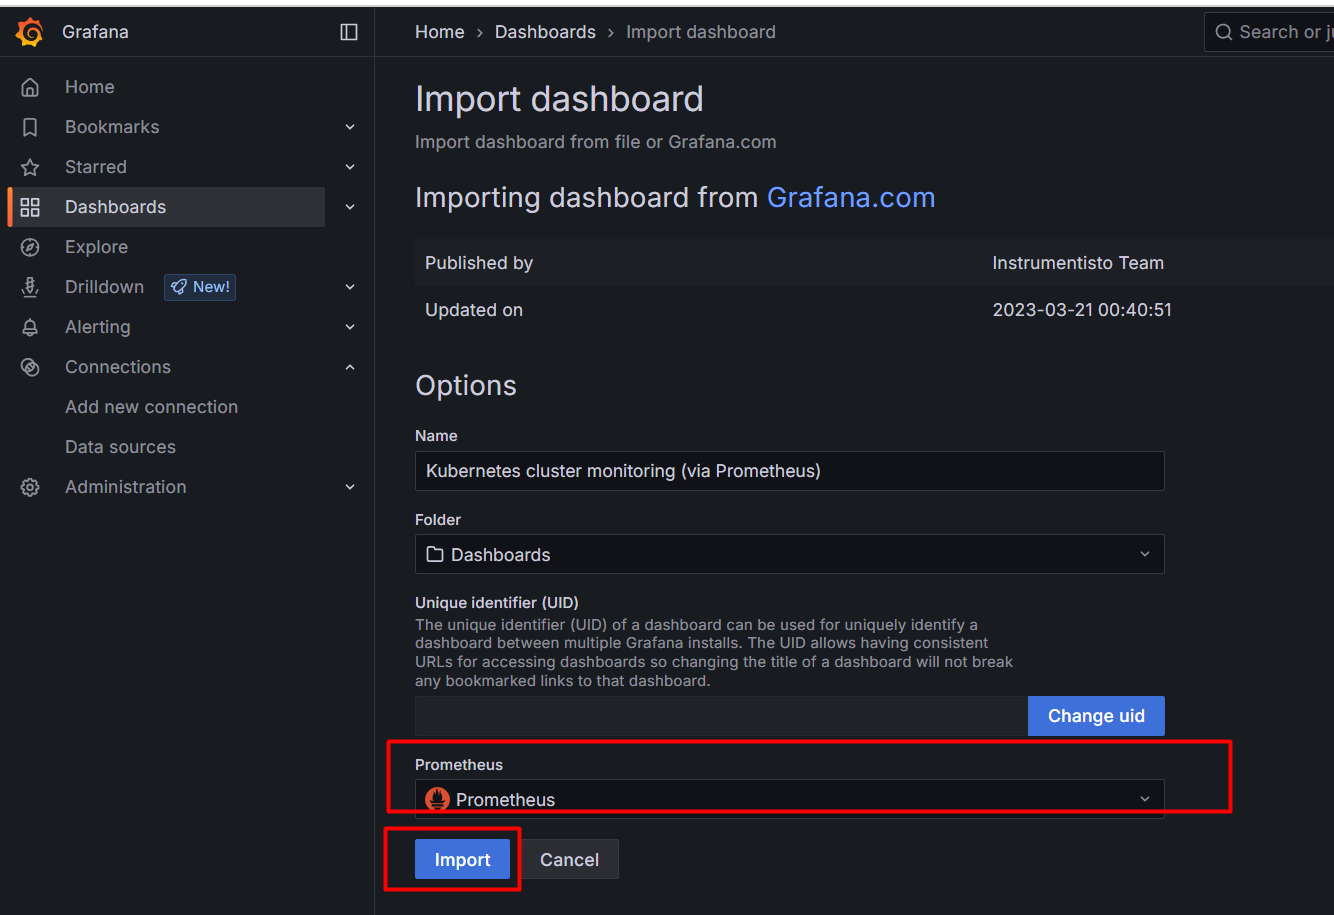 Grafana
Home
Bookmarks
Starred
Dashboards
Explore
Drilldown New!
Alerting
Connections
Add new connection
Data sources
Administration
Home › Dashboards › Import dashboard
Search or
Import dashboard
Import dashboard from file or Grafana.com
Importing dashboard from Grafana.com
Published by Instrumentisto Team
Updated on 2023-03-21 00:40:51
Options
Name
Kubernetes cluster monitoring (via Prometheus)
Folder
Dashboards
Unique identifier (UID)
The unique identifier (UID) of a dashboard can be used for uniquely identify a
dashboard between multiple Grafana installs. The UID allows having consistent
URLs for accessing dashboards so changing the title of a dashboard will not break
any bookmarked links to that dashboard.
Change uid
Prometheus
Prometheus
Import Cancel